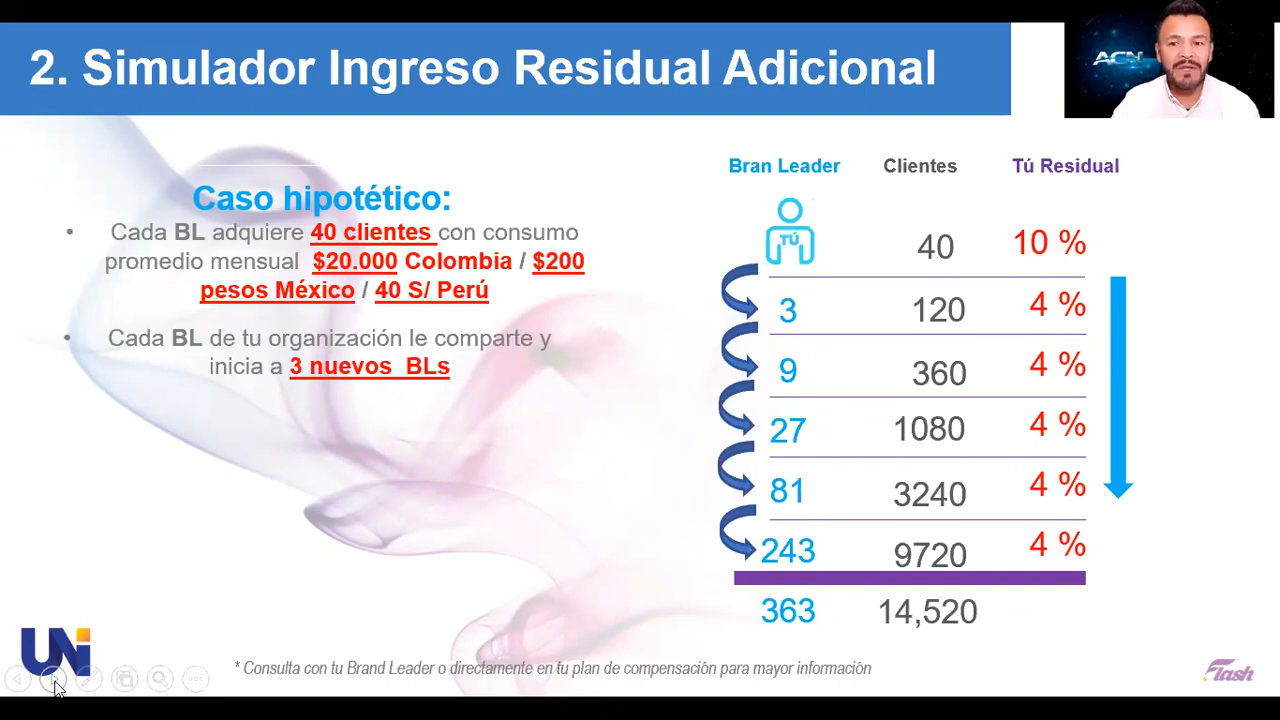 2. Simulador Ingreso Residual Adicional
ACN
Caso hipotético:
• Cada BL adquiere 40 clientes con consumo
promedio mensual $20.000 Colombia / $200
pesos México / 40 S/ Perú
• Cada BL de tu organización le comparte y
inicia a 3 nuevos BLs
Bran Leader Clientes Tú Residual
TÚ 40 10 %
3 120 4 %
9 360 4 %
27 1080 4 %
81 3240 4 %
243 9720 4 %
363 14,520
UNi
* Consulta con tu Brand Leader o directamente en tu plan de compensación para mayor información
Flash